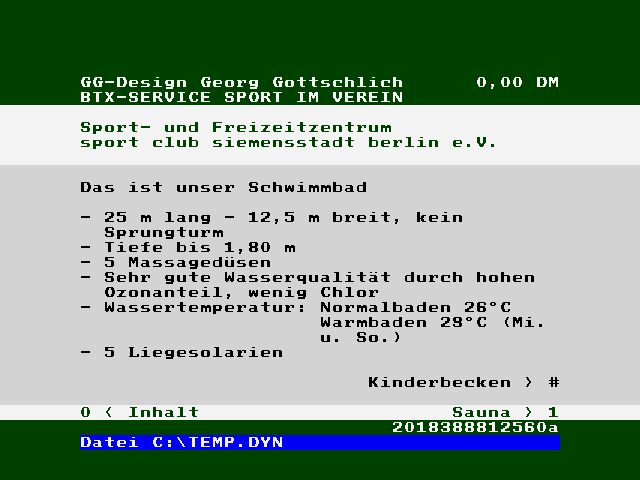 GG-Design Georg Gottschlich 0,00 DM
BTX-SERVICE SPORT IM VEREIN
Sport- und Freizeitzentrum
sport club siemensstadt berlin e.V.
Das ist unser Schwimmbad
- 25 m lang - 12,5 m breit, kein
Sprungturm
- Tiefe bis 1,80 m
- 5 Massagedüsen
- Sehr gute Wasserqualität durch hohen
Ozonanteil, wenig Chlor
- Wassertemperatur: Normalbaden 26°C
Warmbaden 28°C (Mi.
u. So.)
- 5 Liegesolarien
Kinderbecken > #
0 < Inhalt Sauna > 1
2018388812560a
Datei C:\TEMP.DYN